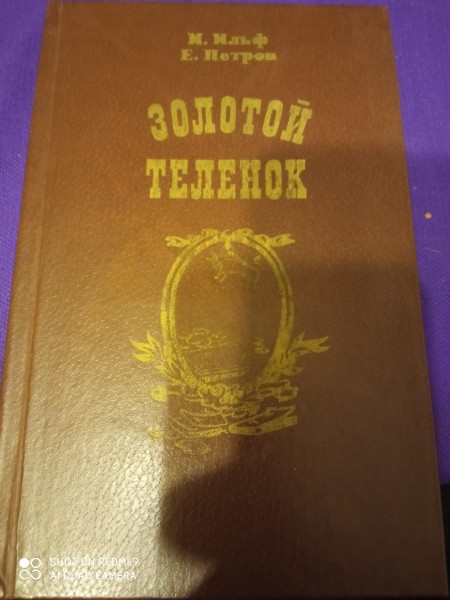 И. Ильф
Е. Петров
ЗОЛОТОЙ
ТЕЛЕНОК
SHOT ON REDMI 9
AI QUAD CAMERA